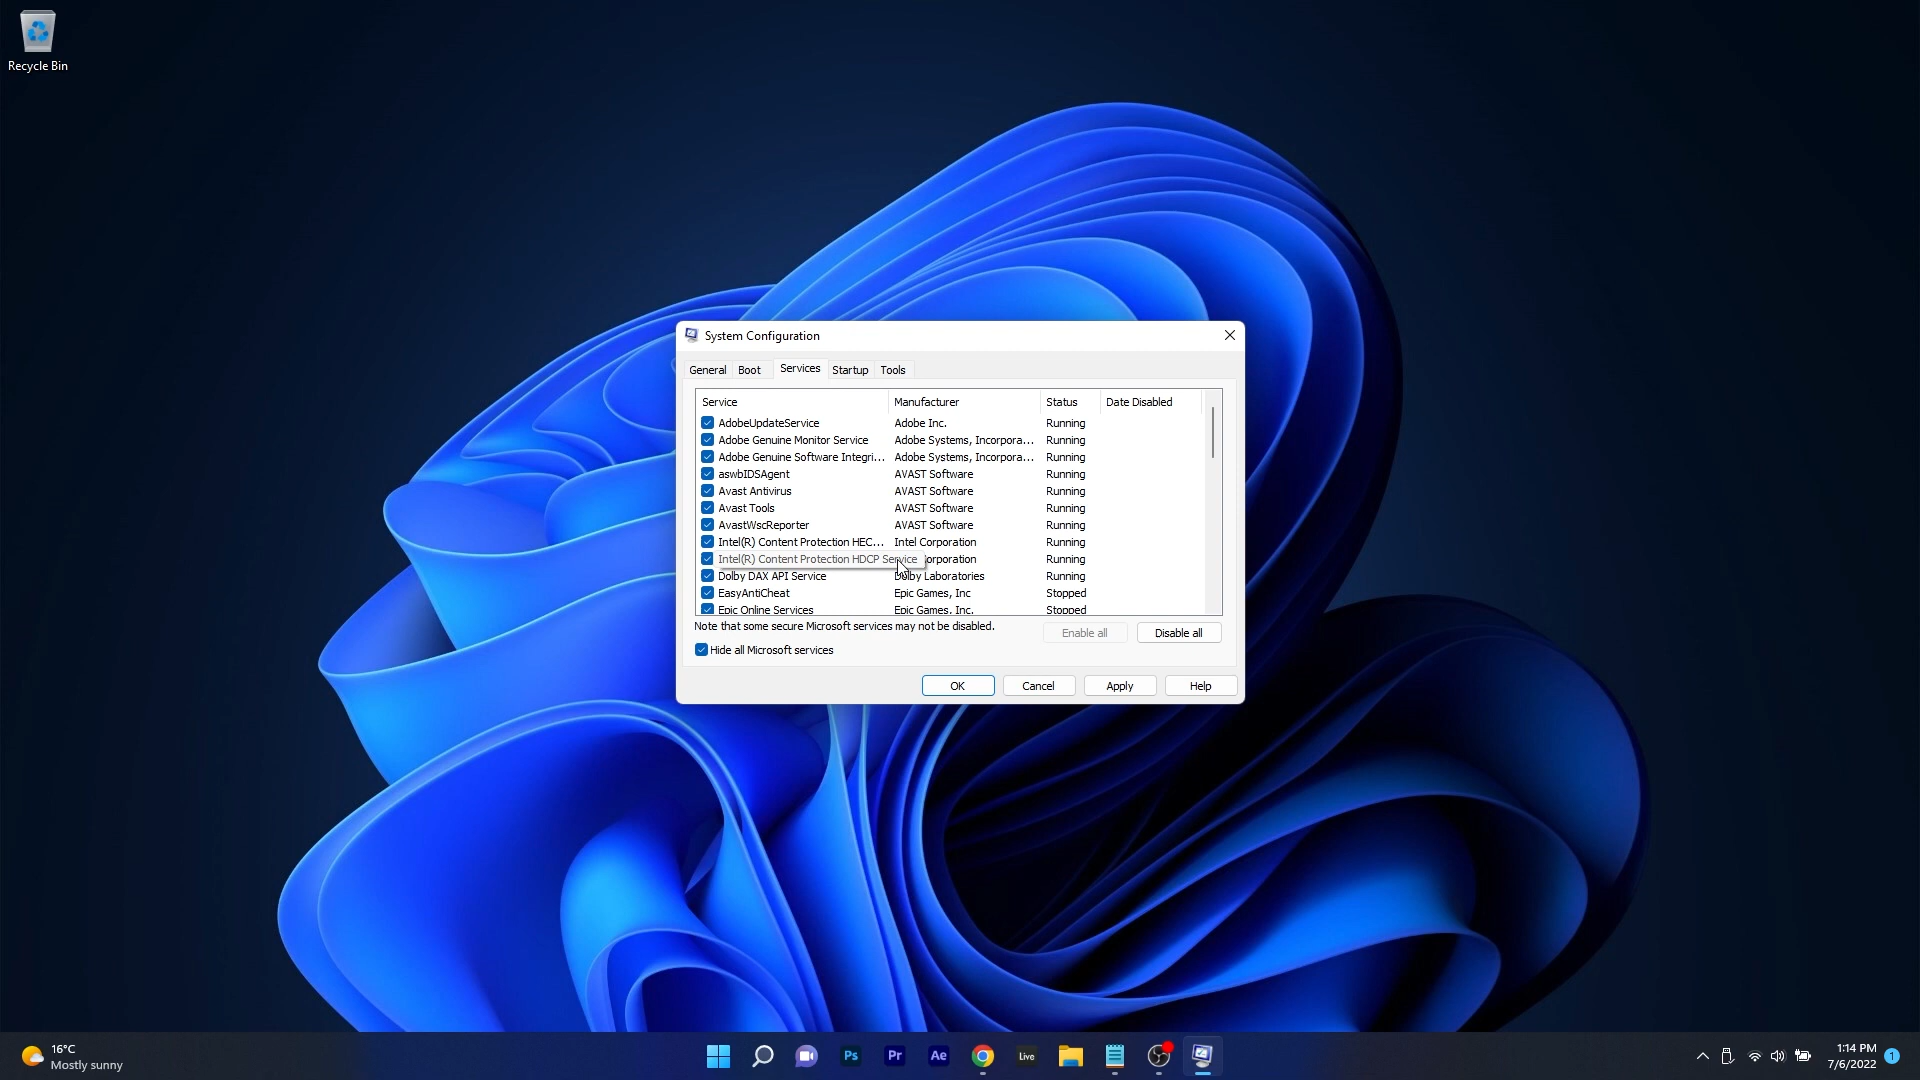 Recycle Bin
System Configuration
General Boot Services Startup Tools
Service Manufacturer Status Date Disabled
AdobeUpdateService Adobe Inc. Running
Adobe Genuine Monitor Service Adobe Systems, Incorpora... Running
Adobe Genuine Software Integri... Adobe Systems, Incorpora... Running
aswbIDSAgent AVAST Software Running
Avast Antivirus AVAST Software Running
Avast Tools AVAST Software Running
AvastWscReporter AVAST Software Running
Intel(R) Content Protection HEC... Intel Corporation Running
Intel(R) Content Protection HDCP Service orporation Running
Dolby DAX API Service Dolby Laboratories Running
EasyAntiCheat Epic Games, Inc Stopped
Epic Online Services Epic Games, Inc. Stopped
Note that some secure Microsoft services may not be disabled.
Enable all Disable all
Hide all Microsoft services
OK Cancel Apply Help
16°C
Mostly sunny
Ps Pr Ae Live
1:14 PM
7/6/2022
1